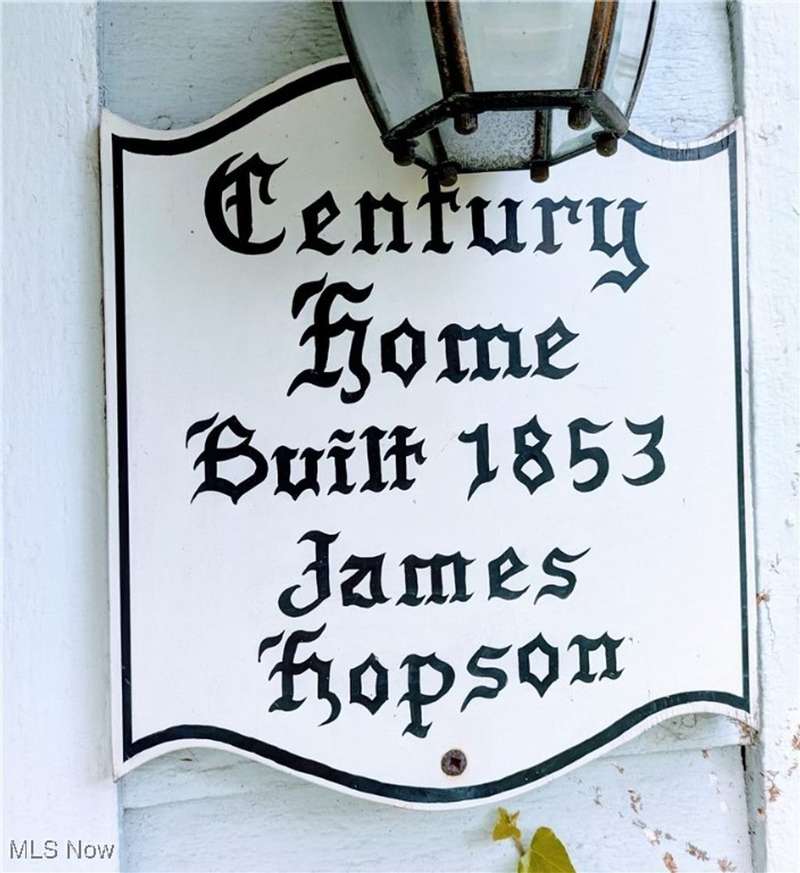 Century
Home
Built 1853
James
Hopson
MLS Now